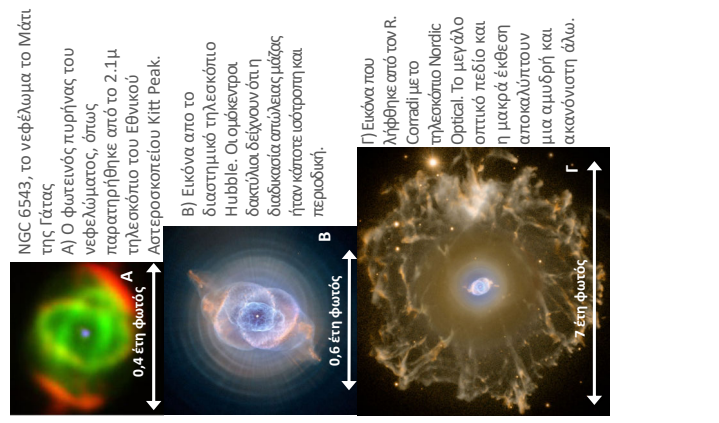 NGC 6543, το νεφέλωμα το Μάτι
της Γάτας
Α) Ο φωτεινός πυρήνας του
νεφελώματος, όπως
παρατηρήθηκε από το 2.1μ
τηλεσκόπιο του Εθνικού
Αστεροσκοπείου Kitt Peak.
Α
0,4 έτη φωτός
Β) Εικόνα απο το
διαστημικό τηλεσκόπιο
Hubble. Οι ομόκεντροι
δακτύλιοι δείχνουν ότι η
διαδικασία απώλειας μάζας
ήταν κάποτε ισότροπη και
περιοδική.
Β
0,6 έτη φωτός
Γ) Εικόνα που
λήφθηκε από τον R.
Corradi με το
τηλεσκόπιο Nordic
Optical. Το μεγάλο
οπτικό πεδίο και
η μακρά έκθεση
αποκαλύπτουν
μια αμυδρή και
ακανόνιστη άλω.
Γ
7 έτη φωτός